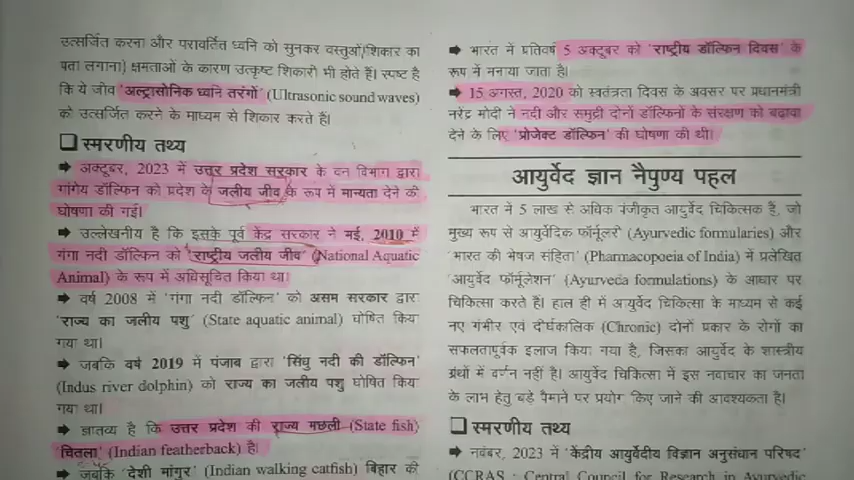 उत्सर्जित करना और परावर्तित ध्वनि को सुनकर वस्तुओं/शिकार का
पता लगाना) क्षमताओं के कारण उत्कृष्ट शिकारी भी होते हैं। स्पष्ट है
कि ये जीव 'अल्ट्रासोनिक ध्वनि तरंगों' (Ultrasonic sound waves)
को उत्सर्जित करने के माध्यम से शिकार करते हैं।
❑ स्मरणीय तथ्य
➡ अक्टूबर, 2023 में उत्तर प्रदेश सरकार के वन विभाग द्वारा
गांगेय डॉल्फिन को प्रदेश के जलीय जीव के रूप में मान्यता देने की
घोषणा की गई।
➡ उल्लेखनीय है कि इसके पूर्व केंद्र सरकार ने मई, 2010 में
गंगा नदी डॉल्फिन को 'राष्ट्रीय जलीय जीव' (National Aquatic
Animal) के रूप में अधिसूचित किया था।
➡ वर्ष 2008 में 'गंगा नदी डॉल्फिन' को असम सरकार द्वारा
'राज्य का जलीय पशु' (State aquatic animal) घोषित किया
गया था।
➡ जबकि वर्ष 2019 में पंजाब द्वारा 'सिंधु नदी की डॉल्फिन'
(Indus river dolphin) को राज्य का जलीय पशु घोषित किया
गया था।
➡ ज्ञातव्य है कि उत्तर प्रदेश की राज्य मछली (State fish)
'चितला' (Indian featherback) है।
➡ जबकि 'देशी मांगुर' (Indian walking catfish) बिहार की
➡ भारत में प्रतिवर्ष 5 अक्टूबर को 'राष्ट्रीय डॉल्फिन दिवस' के
रूप में मनाया जाता है।
➡ 15 अगस्त, 2020 को स्वतंत्रता दिवस के अवसर पर प्रधानमंत्री
नरेंद्र मोदी ने नदी और समुद्री दोनों डॉल्फिनों के संरक्षण को बढ़ावा
देने के लिए 'प्रोजेक्ट डॉल्फिन' की घोषणा की थी।
आयुर्वेद ज्ञान नैपुण्य पहल
भारत में 5 लाख से अधिक पंजीकृत आयुर्वेद चिकित्सक हैं, जो
मुख्य रूप से आयुर्वेदिक फॉर्मूलरी (Ayurvedic formularies) और
'भारत की भेषज संहिता' (Pharmacopoeia of India) में प्रलेखित
'आयुर्वेद फॉर्मूलेशन' (Ayurveda formulations) के आधार पर
चिकित्सा करते हैं। हाल ही में आयुर्वेद चिकित्सा के माध्यम से कई
नए गंभीर एवं दीर्घकालिक (Chronic) दोनों प्रकार के रोगों का
सफलतापूर्वक इलाज किया गया है, जिसका आयुर्वेद के शास्त्रीय
ग्रंथों में वर्णन नहीं है। आयुर्वेद चिकित्सा में इस नवाचार का जनता
के लाभ हेतु बड़े पैमाने पर प्रयोग किए जाने की आवश्यकता है।
❑ स्मरणीय तथ्य
➡ नवंबर, 2023 में 'केंद्रीय आयुर्वेदीय विज्ञान अनुसंधान परिषद'
(CCRAS : Central Council for Research in Ayurvedic